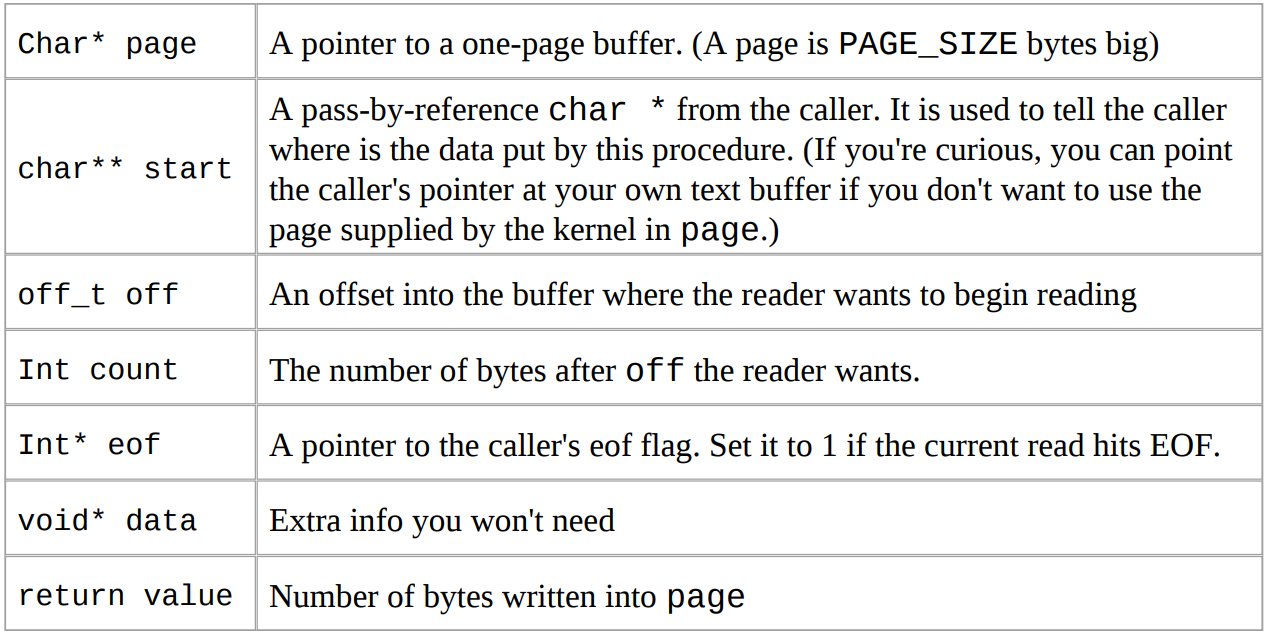 Char* page
A pointer to a one-page buffer. (A page is PAGE_SIZE bytes big)
char** start
A pass-by-reference char * from the caller. It is used to tell the caller
where is the data put by this procedure. (If you're curious, you can point
the caller's pointer at your own text buffer if you don't want to use the
page supplied by the kernel in page.)
off_t off
An offset into the buffer where the reader wants to begin reading
Int count
The number of bytes after off the reader wants.
Int* eof
A pointer to the caller's eof flag. Set it to 1 if the current read hits EOF.
void* data
Extra info you won't need
return value
Number of bytes written into page